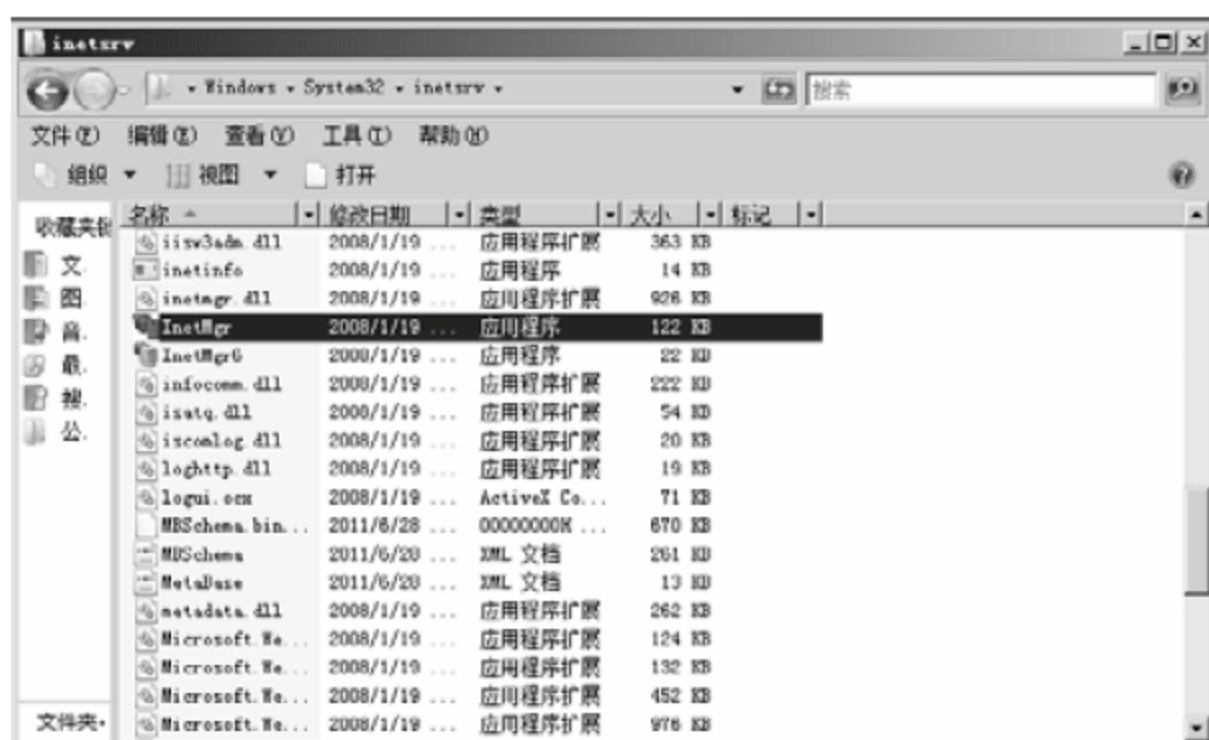 inetsrv
Windows System32 inetsrv 搜索
文件(F) 编辑(E) 查看(V) 工具(T) 帮助(H)
组织 视图 打开
收藏夹链
名称 修改日期 类型 大小 标记
iisw3adm.dll 2008/1/19 ... 应用程序扩展 363 KB
文. inetinfo 2008/1/19 ... 应用程序 14 KB
图. inetmgr.dll 2008/1/19 ... 应用程序扩展 926 KB
音. InetMgr 2008/1/19 ... 应用程序 122 KB
最. InetMgr6 2008/1/19 ... 应用程序 22 KB
搜. infocomm.dll 2008/1/19 ... 应用程序扩展 222 KB
公. isatq.dll 2008/1/19 ... 应用程序扩展 54 KB
iscomlog.dll 2008/1/19 ... 应用程序扩展 20 KB
loghttp.dll 2008/1/19 ... 应用程序扩展 19 KB
logui.ocx 2008/1/19 ... ActiveX Co... 71 KB
MBSchema.bin... 2011/6/28 ... 00000000H ... 670 KB
MBSchema 2011/6/28 ... XML 文档 261 KB
MetaBase 2011/6/28 ... XML 文档 13 KB
metadata.dll 2008/1/19 ... 应用程序扩展 262 KB
Microsoft.We... 2008/1/19 ... 应用程序扩展 124 KB
Microsoft.We... 2008/1/19 ... 应用程序扩展 132 KB
Microsoft.We... 2008/1/19 ... 应用程序扩展 452 KB
文件夹 Microsoft.We... 2008/1/19 ... 应用程序扩展 976 KB